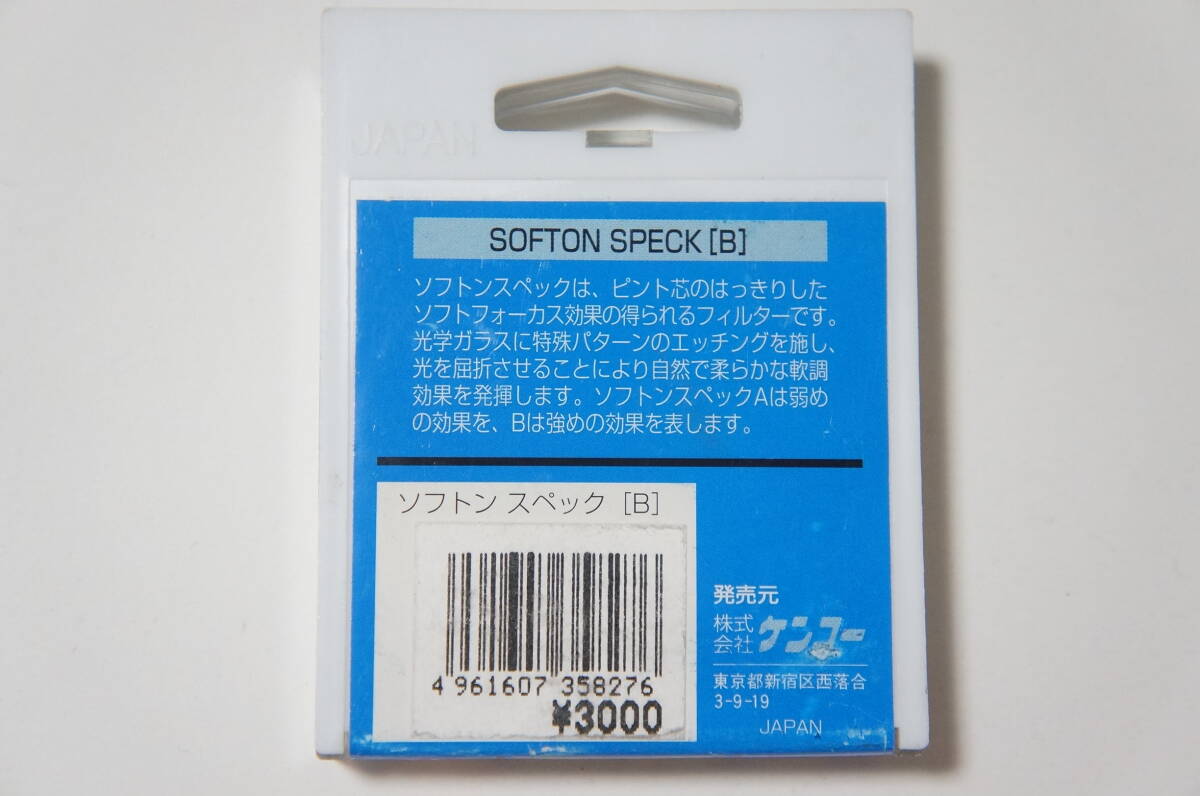 JAPAN
SOFTON SPECK [B]
ソフトンスペックは、ピント芯のはっきりした
ソフトフォーカス効果の得られるフィルターです。
光学ガラスに特殊パターンのエッチングを施し、
光を屈折させることにより自然で柔らかな軟調
効果を発揮します。ソフトンスペックAは弱め
の効果を、Bは強めの効果を表します。
ソフトン スペック [B]
4 961607 358276
¥3000
発売元
株式会社 ケンコー
東京都新宿区西落合
3-9-19
JAPAN